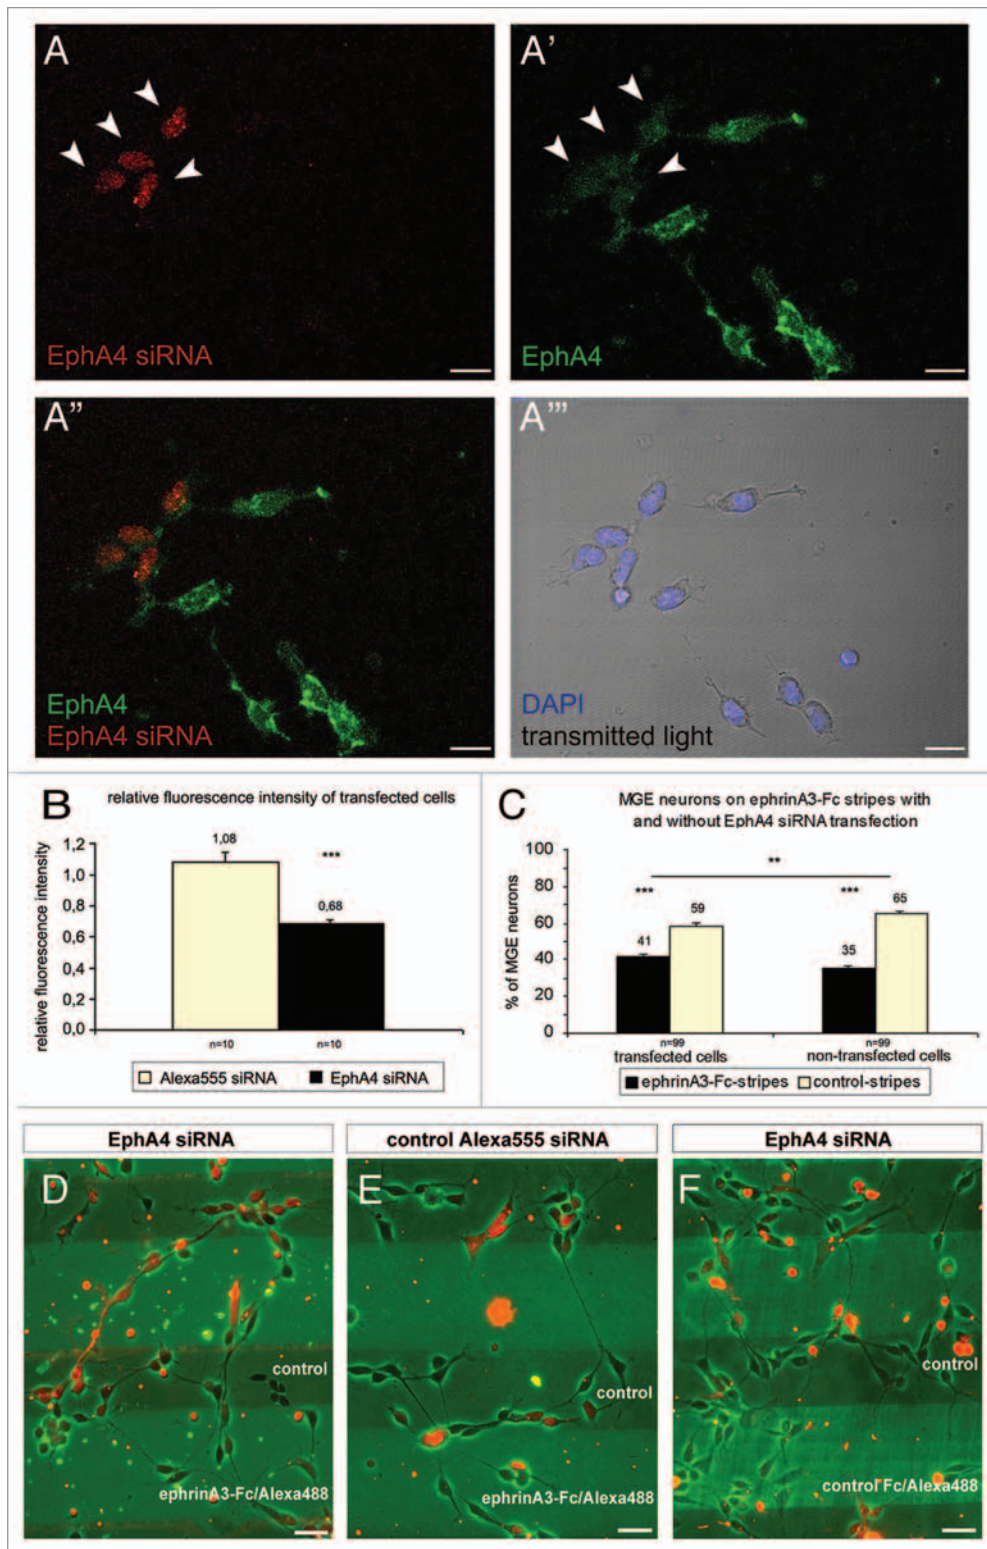 A
EphA4 siRNA
A'
EphA4
A''
EphA4
EphA4 siRNA
A'''
DAPI
transmitted light
B
relative fluorescence intensity of transfected cells
relative fluorescence intensity
1,2
1,0
0,8
0,6
0,4
0,2
0,0
1,08
***
0,68
n=10
n=10
Alexa555 siRNA
EphA4 siRNA
C
MGE neurons on ephrinA3-Fc stripes with
and without EphA4 siRNA transfection
% of MGE neurons
100
80
60
40
20
0
**
***
***
41
59
35
65
n=99
n=99
transfected cells
non-transfected cells
ephrinA3-Fc-stripes
control-stripes
EphA4 siRNA
D
control
ephrinA3-Fc/Alexa488
control Alexa555 siRNA
E
control
ephrinA3-Fc/Alexa488
EphA4 siRNA
F
control
control Fc/Alexa488